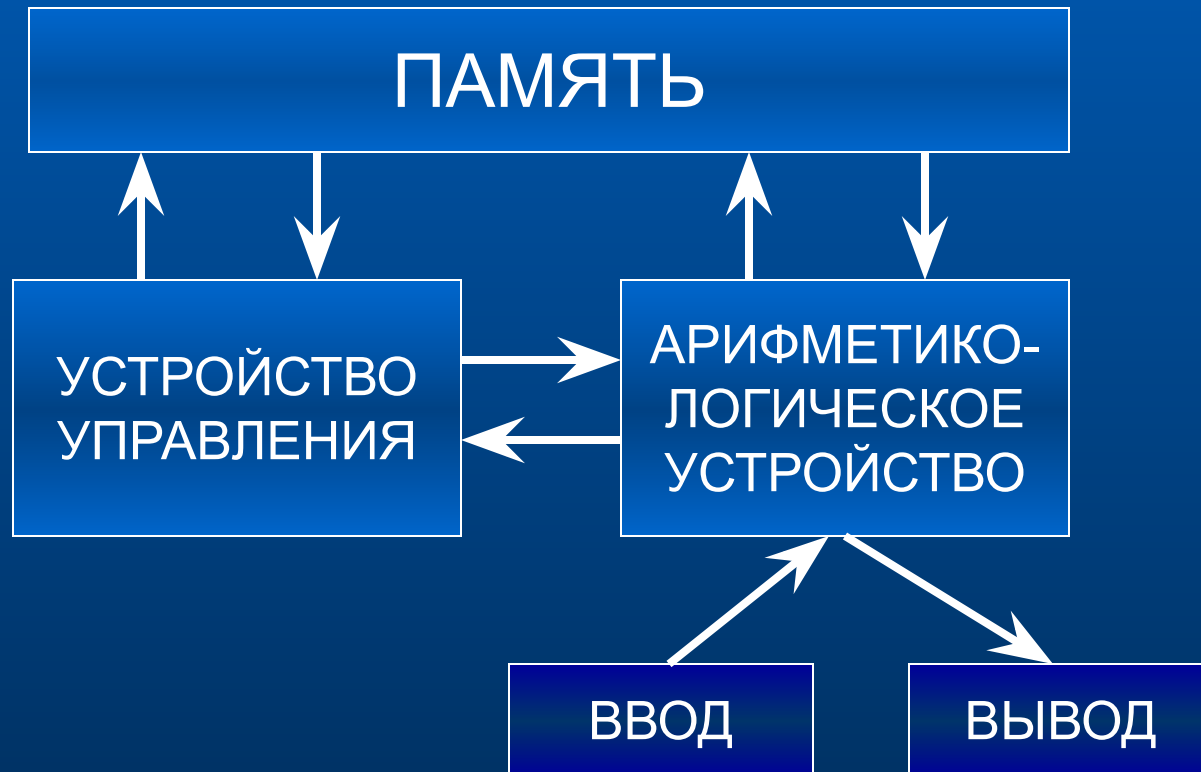 ПАМЯТЬ
УСТРОЙСТВО
УПРАВЛЕНИЯ
АРИФМЕТИКО-
ЛОГИЧЕСКОЕ
УСТРОЙСТВО
ВВОД
ВЫВОД